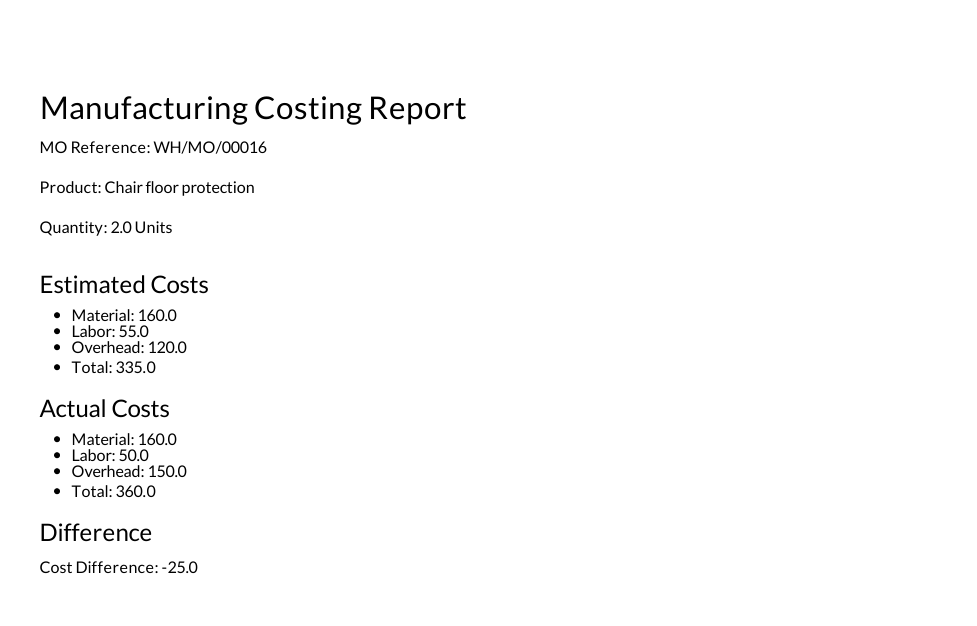 Manufacturing Costing Report
MO Reference: WH/MO/00016
Product: Chair floor protection
Quantity: 2.0 Units
Estimated Costs
• Material: 160.0
• Labor: 55.0
• Overhead: 120.0
• Total: 335.0
Actual Costs
• Material: 160.0
• Labor: 50.0
• Overhead: 150.0
• Total: 360.0
Difference
Cost Difference: -25.0